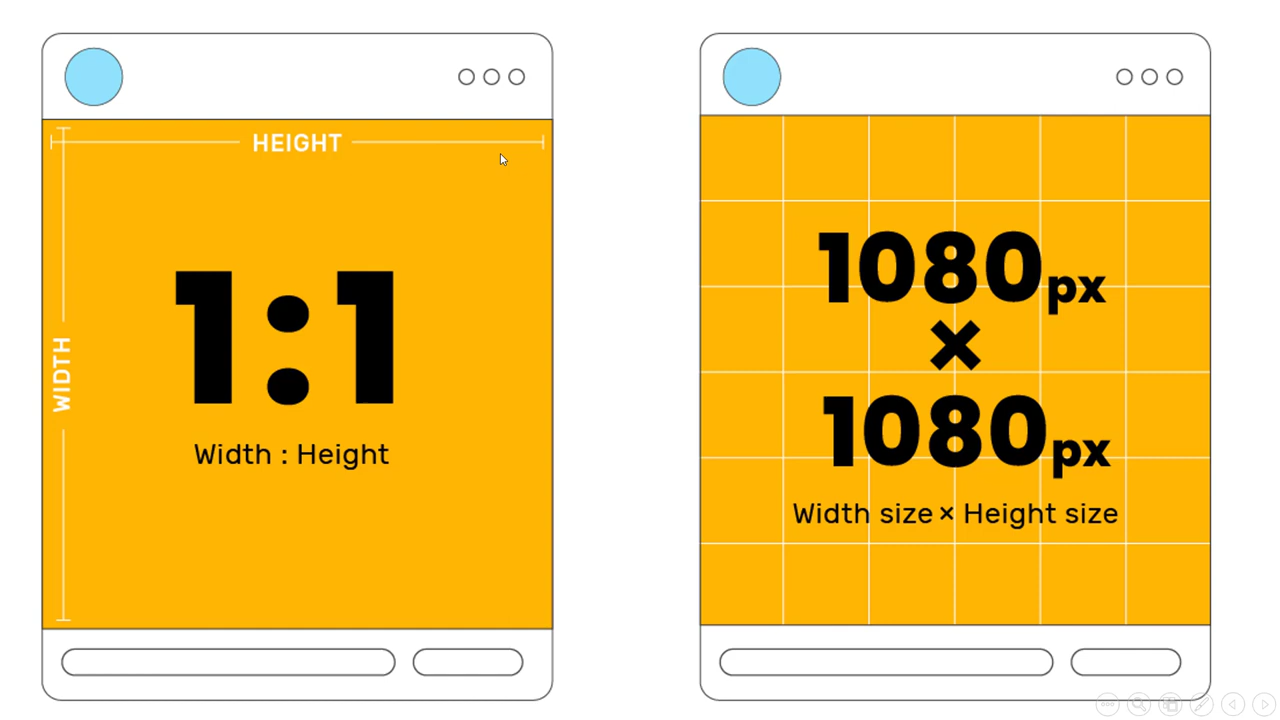 HEIGHT
WIDTH
1:1
Width : Height
1080px
×
1080px
Width size × Height size